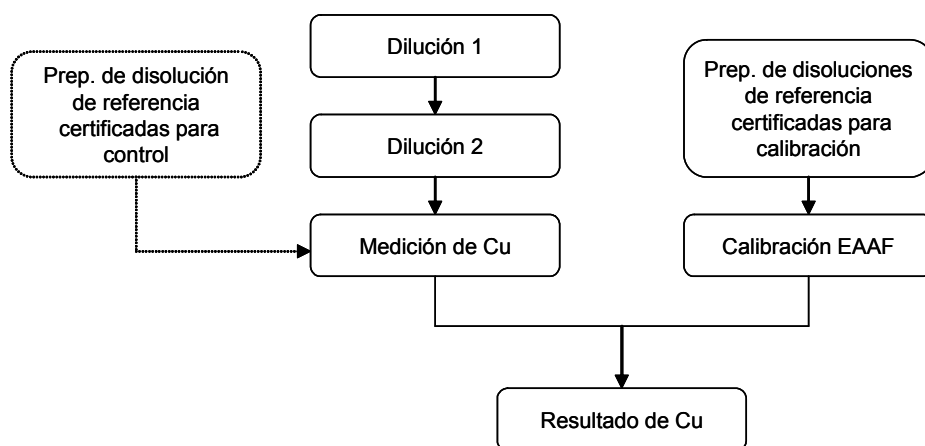 Dilución 1
Prep. de disolución
de referencia
certificadas para
control
Prep. de disoluciones
de referencia
certificadas para
calibración
Dilución 2
Medición de Cu
Calibración EAAF
Resultado de Cu